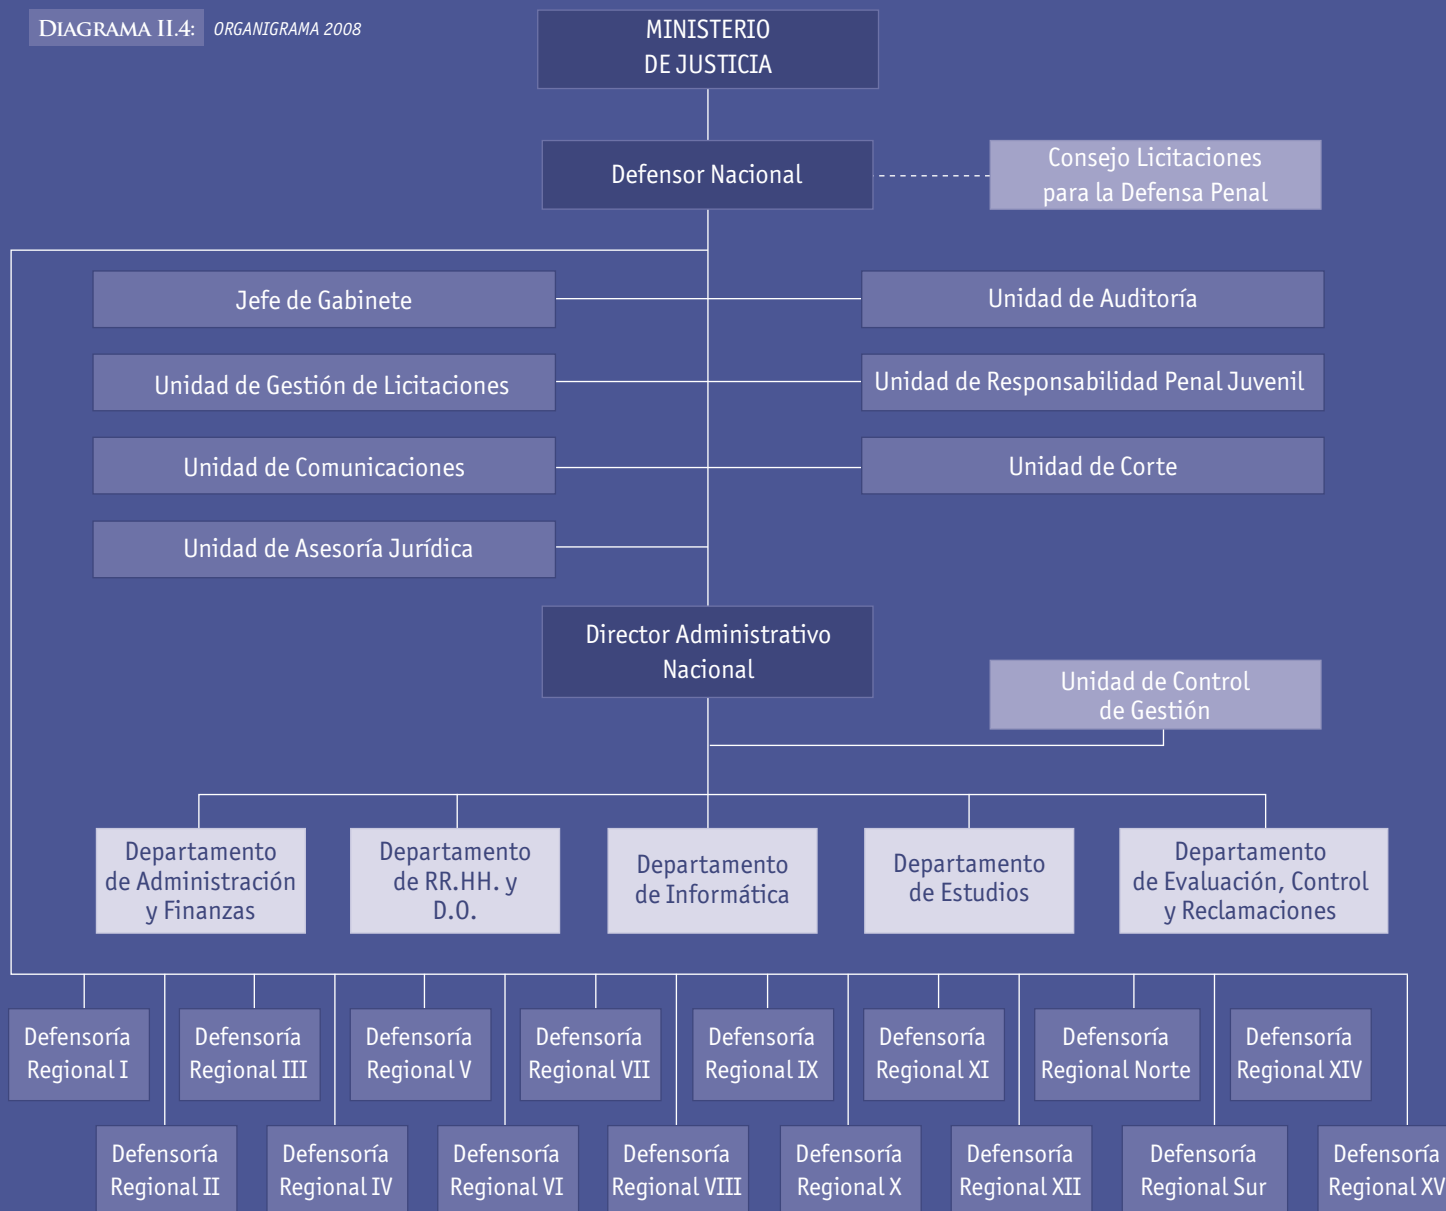 DIAGRAMA II.4: ORGANIGRAMA 2008
MINISTERIO
DE JUSTICIA
Defensor Nacional
Consejo Licitaciones
para la Defensa Penal
Jefe de Gabinete
Unidad de Auditoría
Unidad de Gestión de Licitaciones
Unidad de Responsabilidad Penal Juvenil
Unidad de Comunicaciones
Unidad de Corte
Unidad de Asesoría Jurídica
Director Administrativo
Nacional
Unidad de Control
de Gestión
Departamento
de Administración
y Finanzas
Departamento
de RR.HH. y
D.O.
Departamento
de Informática
Departamento
de Estudios
Departamento
de Evaluación, Control
y Reclamaciones
Defensoría
Regional I
Defensoría
Regional III
Defensoría
Regional V
Defensoría
Regional VII
Defensoría
Regional IX
Defensoría
Regional XI
Defensoría
Regional Norte
Defensoría
Regional XIV
Defensoría
Regional II
Defensoría
Regional IV
Defensoría
Regional VI
Defensoría
Regional VIII
Defensoría
Regional X
Defensoría
Regional XII
Defensoría
Regional Sur
Defensoría
Regional XV